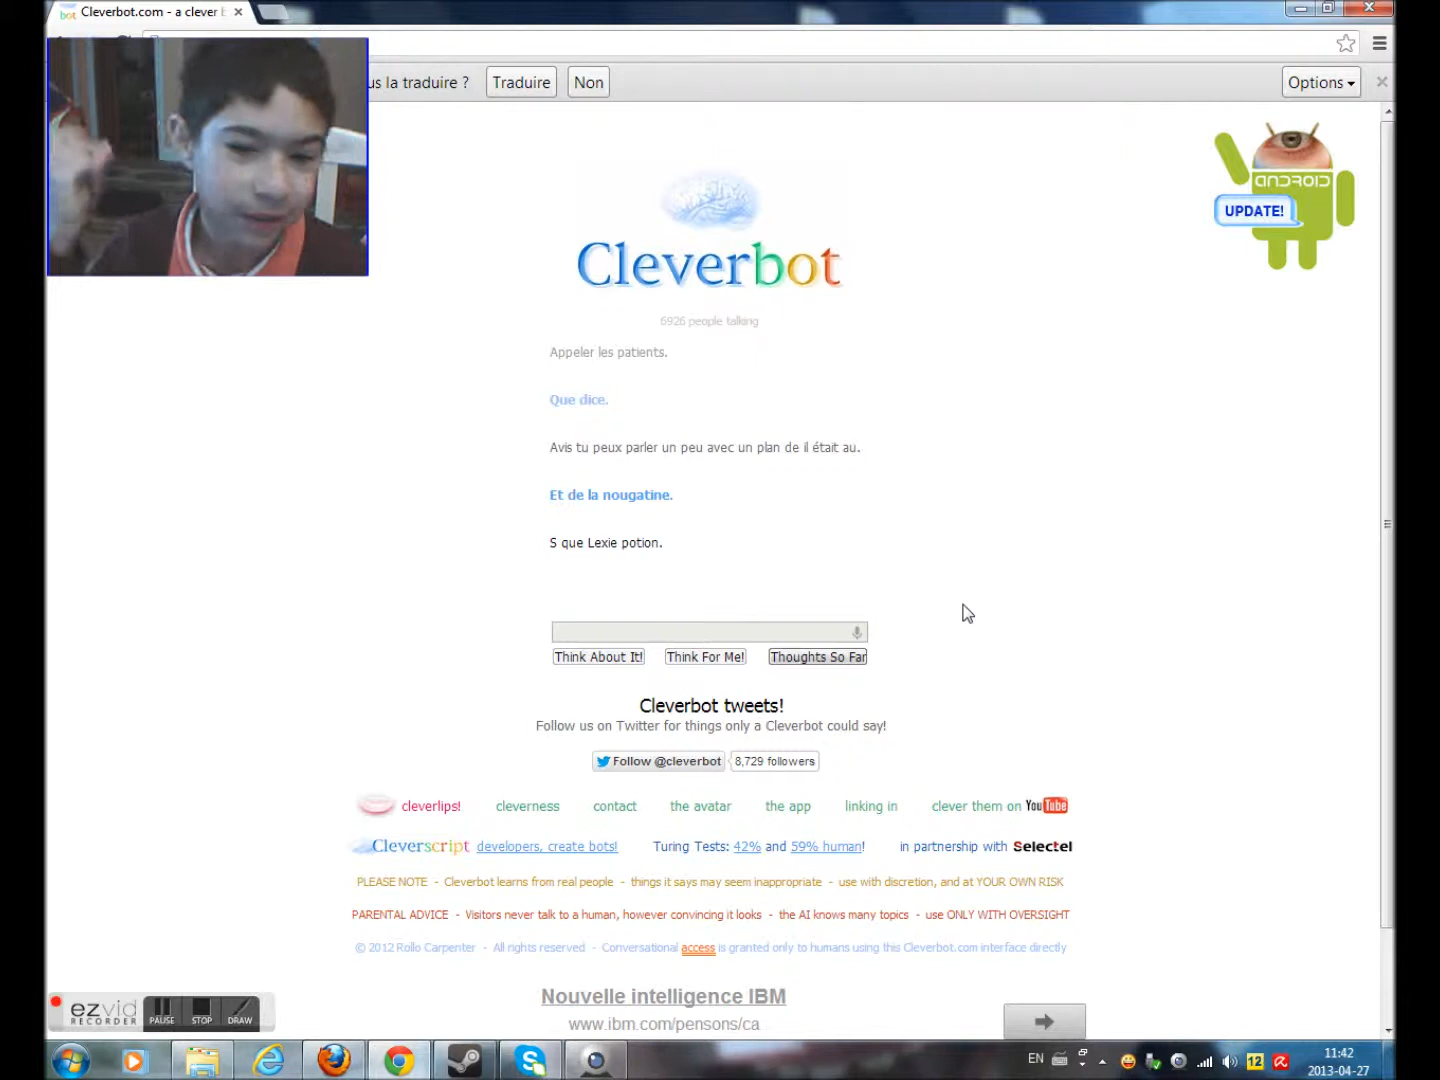 Cleverbot.com - a clever
us la traduire ?
Traduire
Non
Options
ANDROID
UPDATE!
Cleverbot
6926 people talking
Appeler les patients.
Que dice.
Avis tu peux parler un peu avec un plan de il était au.
Et de la nougatine.
S que Lexie potion.
Think About It!
Think For Me!
Thoughts So Far
Cleverbot tweets!
Follow us on Twitter for things only a Cleverbot could say!
Follow @cleverbot
8,729 followers
cleverlips! cleverness contact the avatar the app linking in clever them on YouTube
Cleverscript developers, create bots! Turing Tests: 42% and 59% human! in partnership with Selectel
PLEASE NOTE - Cleverbot learns from real people - things it says may seem inappropriate - use with discretion, and at YOUR OWN RISK
PARENTAL ADVICE - Visitors never talk to a human, however convincing it looks - the AI knows many topics - use ONLY WITH OVERSIGHT
© 2012 Rollo Carpenter - All rights reserved - Conversational access is granted only to humans using this Cleverbot.com interface directly
Nouvelle intelligence IBM
www.ibm.com/pensons/ca
ezvid
RECORDER
PAUSE
STOP
DRAW
EN
12
11:42
2013-04-27